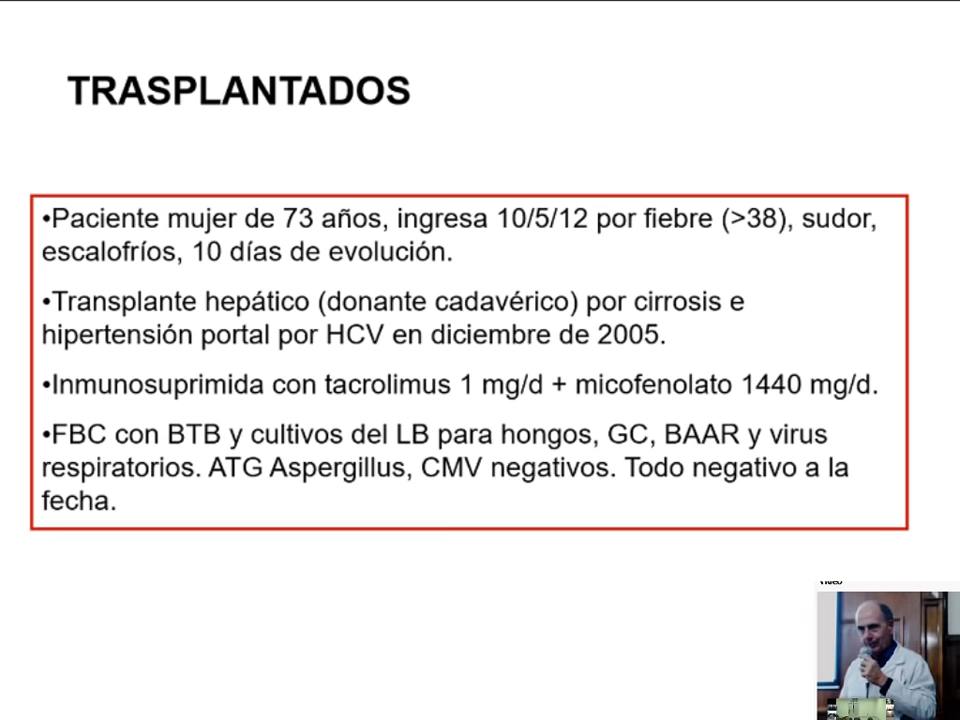 TRASPLANTADOS
•Paciente mujer de 73 años, ingresa 10/5/12 por fiebre (>38), sudor,
escalofríos, 10 días de evolución.
•Transplante hepático (donante cadavérico) por cirrosis e
hipertensión portal por HCV en diciembre de 2005.
•Inmunosuprimida con tacrolimus 1 mg/d + micofenolato 1440 mg/d.
•FBC con BTB y cultivos del LB para hongos, GC, BAAR y virus
respiratorios. ATG Aspergillus, CMV negativos. Todo negativo a la
fecha.
Video